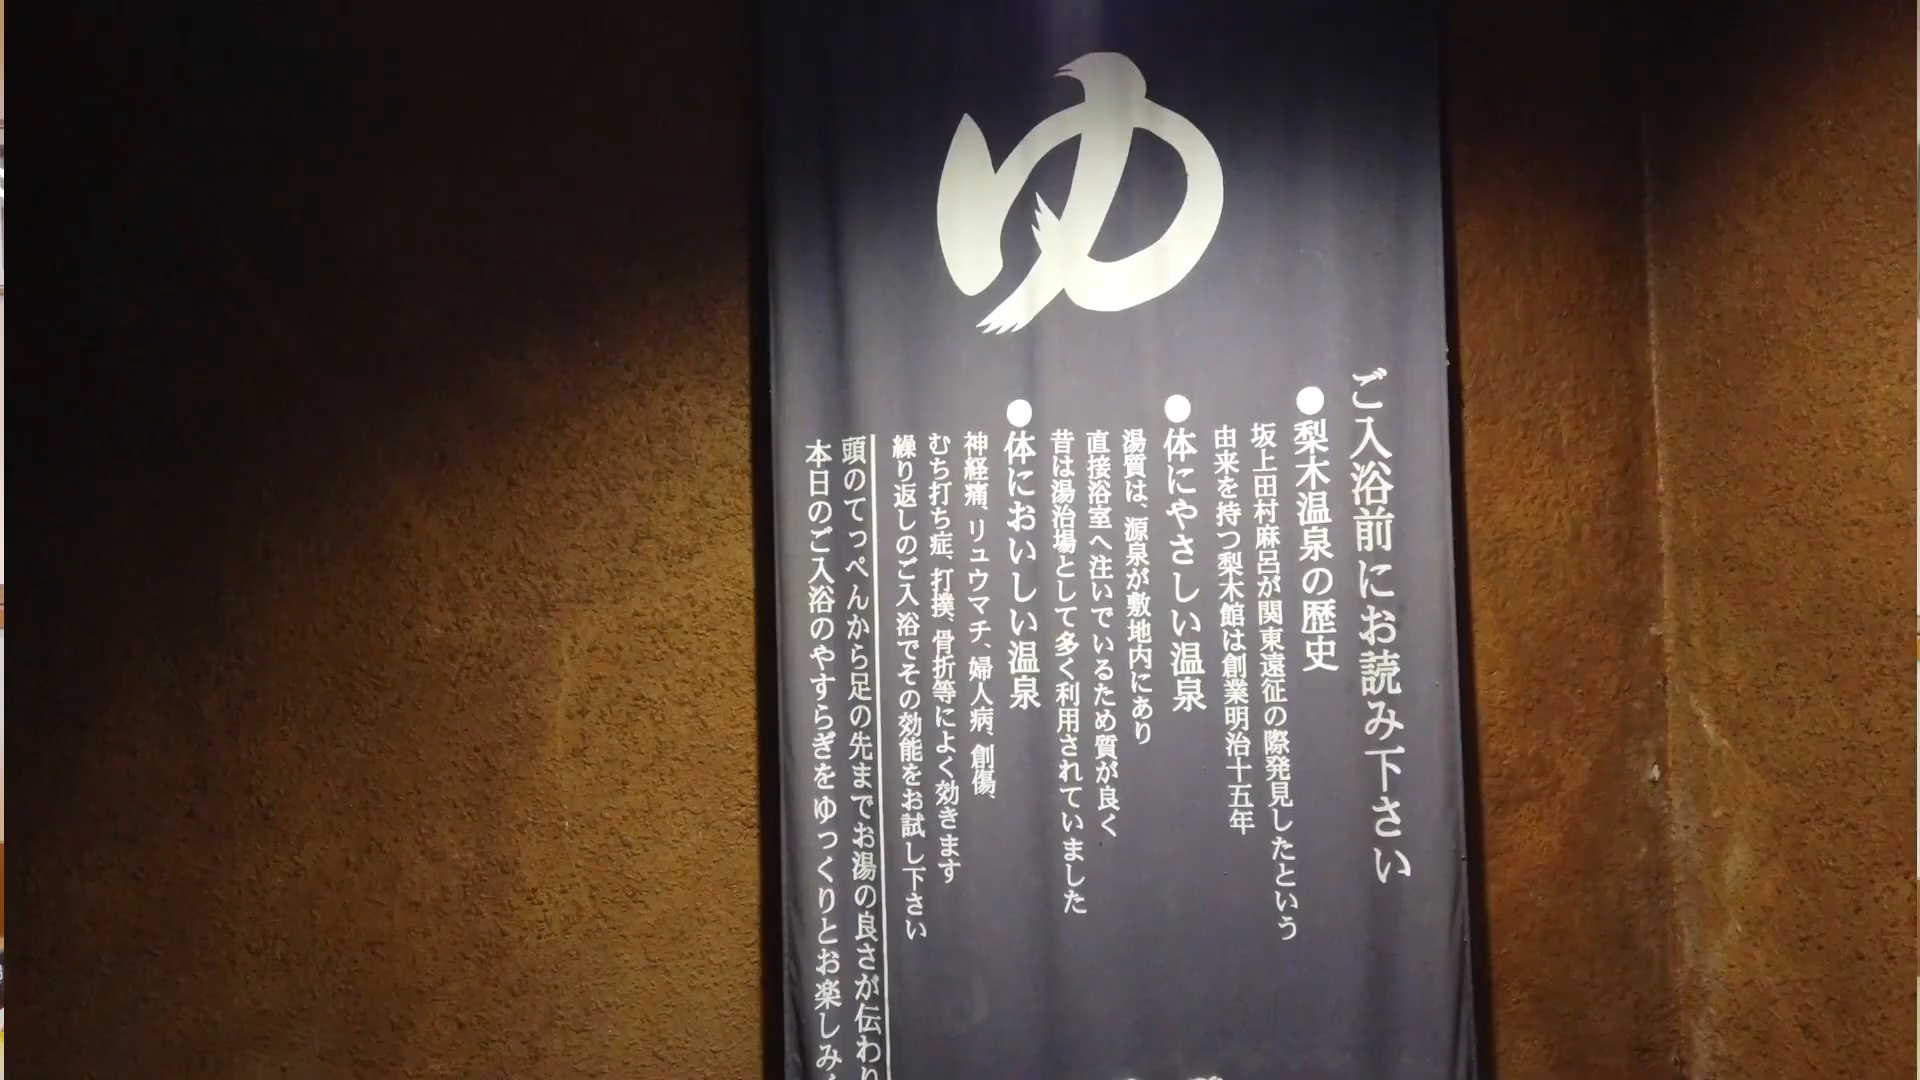 ゆ
ご入浴前にお読み下さい
●梨木温泉の歴史
坂上田村麻呂が関東遠征の際発見したという
由来を持つ梨木館は創業明治十五年
●体にやさしい温泉
湯質は、源泉が敷地内にあり
直接浴室へ注いでいるため質が良く
昔は湯治場として多く利用されていました
●体においしい温泉
神経痛、リュウマチ、婦人病、創傷、
むち打ち症、打撲、骨折等によく効きます
繰り返しのご入浴でその効能をお試し下さい
頭のてっぺんから足の先までお湯の良さが伝わり
本日のご入浴のやすらぎをゆっくりとお楽しみ